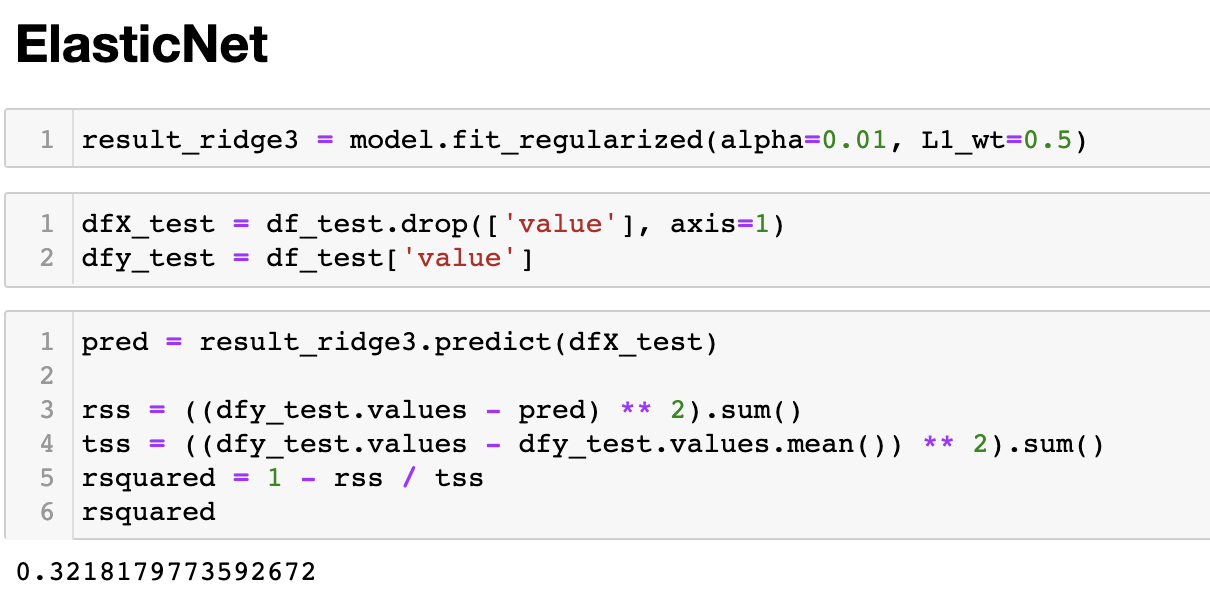 ElasticNet
1 result_ridge3 = model.fit_regularized(alpha=0.01, L1_wt=0.5)
1 dfX_test = df_test.drop(['value'], axis=1)
2 dfy_test = df_test['value']
1 pred = result_ridge3.predict(dfX_test)
2
3 rss = ((dfy_test.values - pred) ** 2).sum()
4 tss = ((dfy_test.values - dfy_test.values.mean()) ** 2).sum()
5 rsquared = 1 - rss / tss
6 rsquared
0.3218179773592672